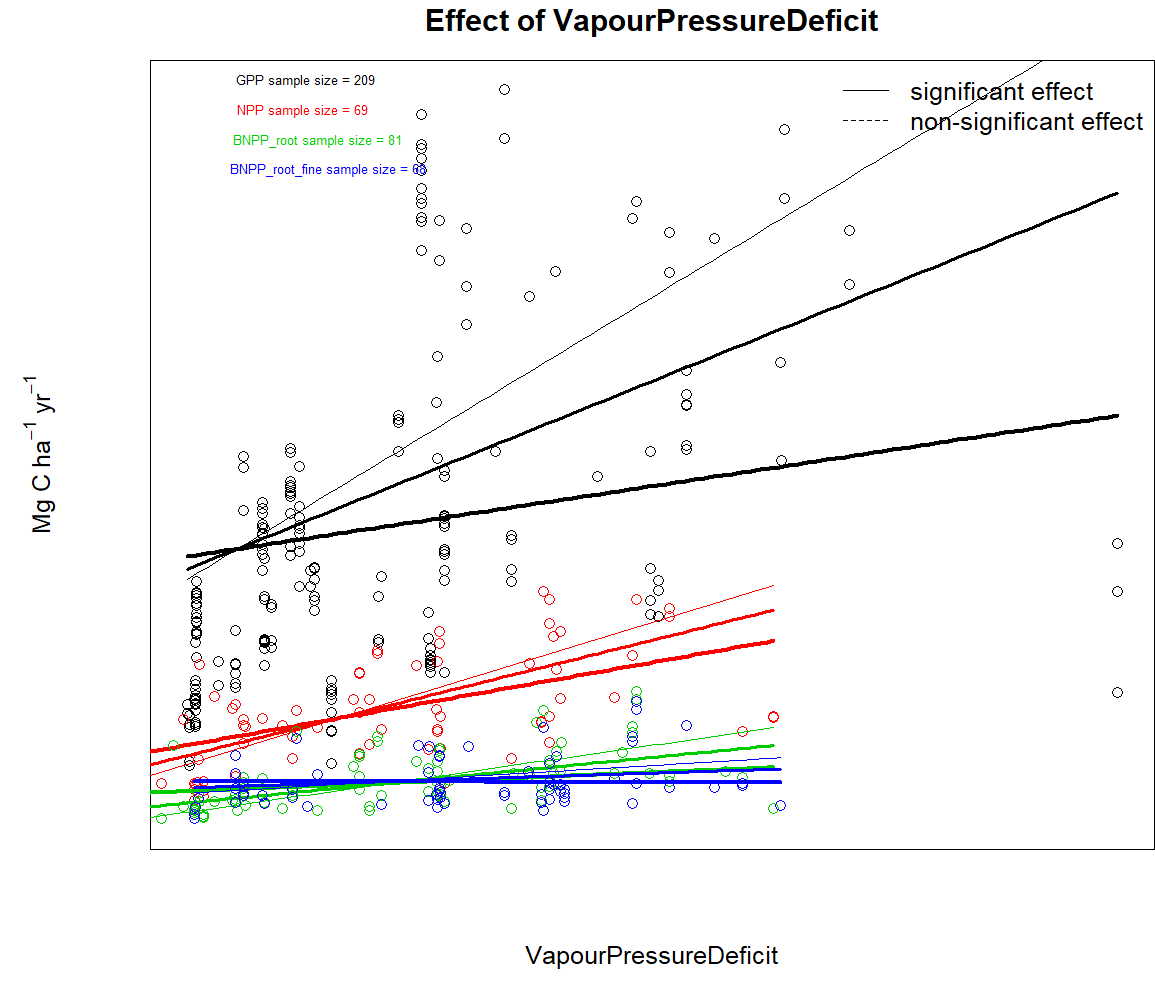 Effect of VapourPressureDeficit
GPP sample size = 209
NPP sample size = 69
BNPP_root sample size = 81
BNPP_root_fine sample size = 68
significant effect
non-significant effect
Mg C ha⁻¹ yr⁻¹
VapourPressureDeficit